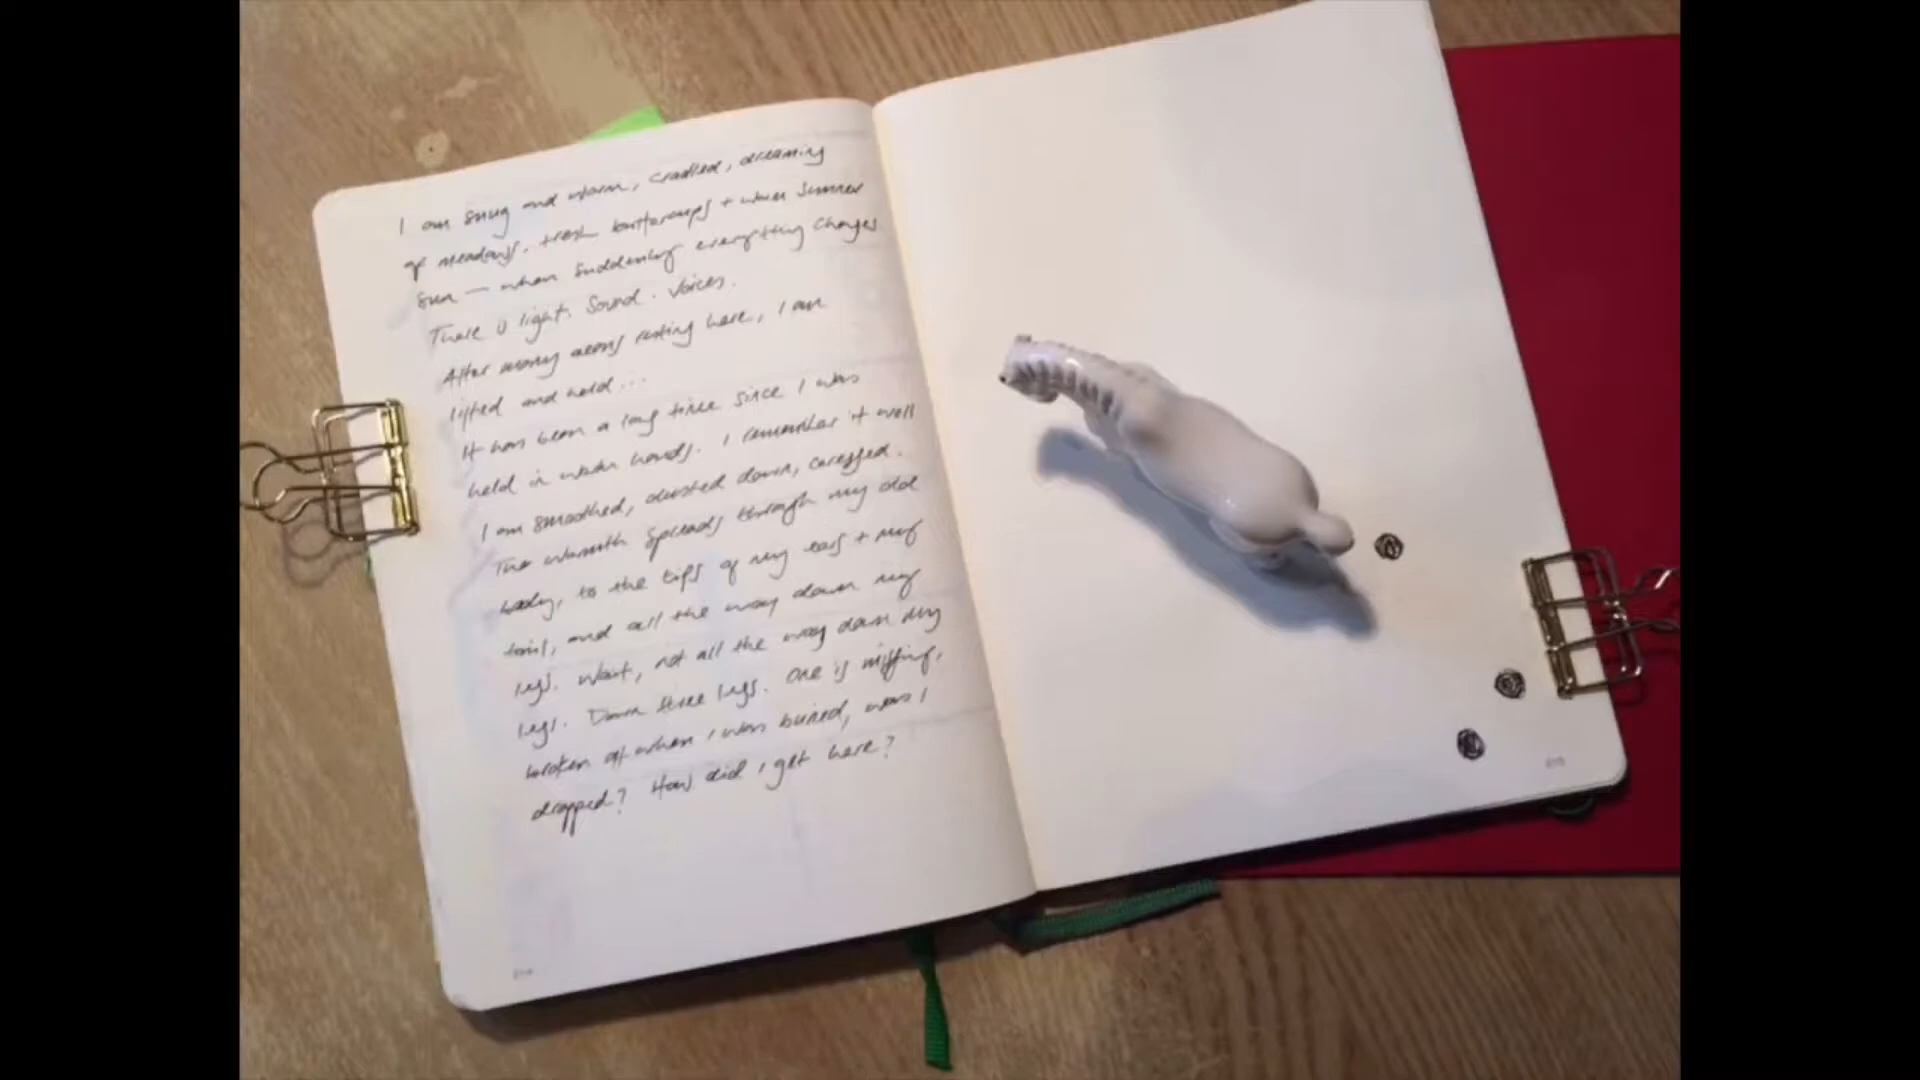 I am snug and warm, cradled, dreaming
of meadows, fresh buttercups + warm summer
sun — when suddenly everything changes
There is light. Sound. Voices.
After many aeons resting here, I am
lifted and held...
It has been a long time since I was
held in warm hands. I remember it well
I am smoothed, dusted down, caressed.
The warmth spreads through my old
body, to the tips of my ears + my
tail, and all the way down my
legs. Wait, not all the way down my
legs. Down three legs. One is missing,
broken off when I was buried, was I
dropped? How did I get here?